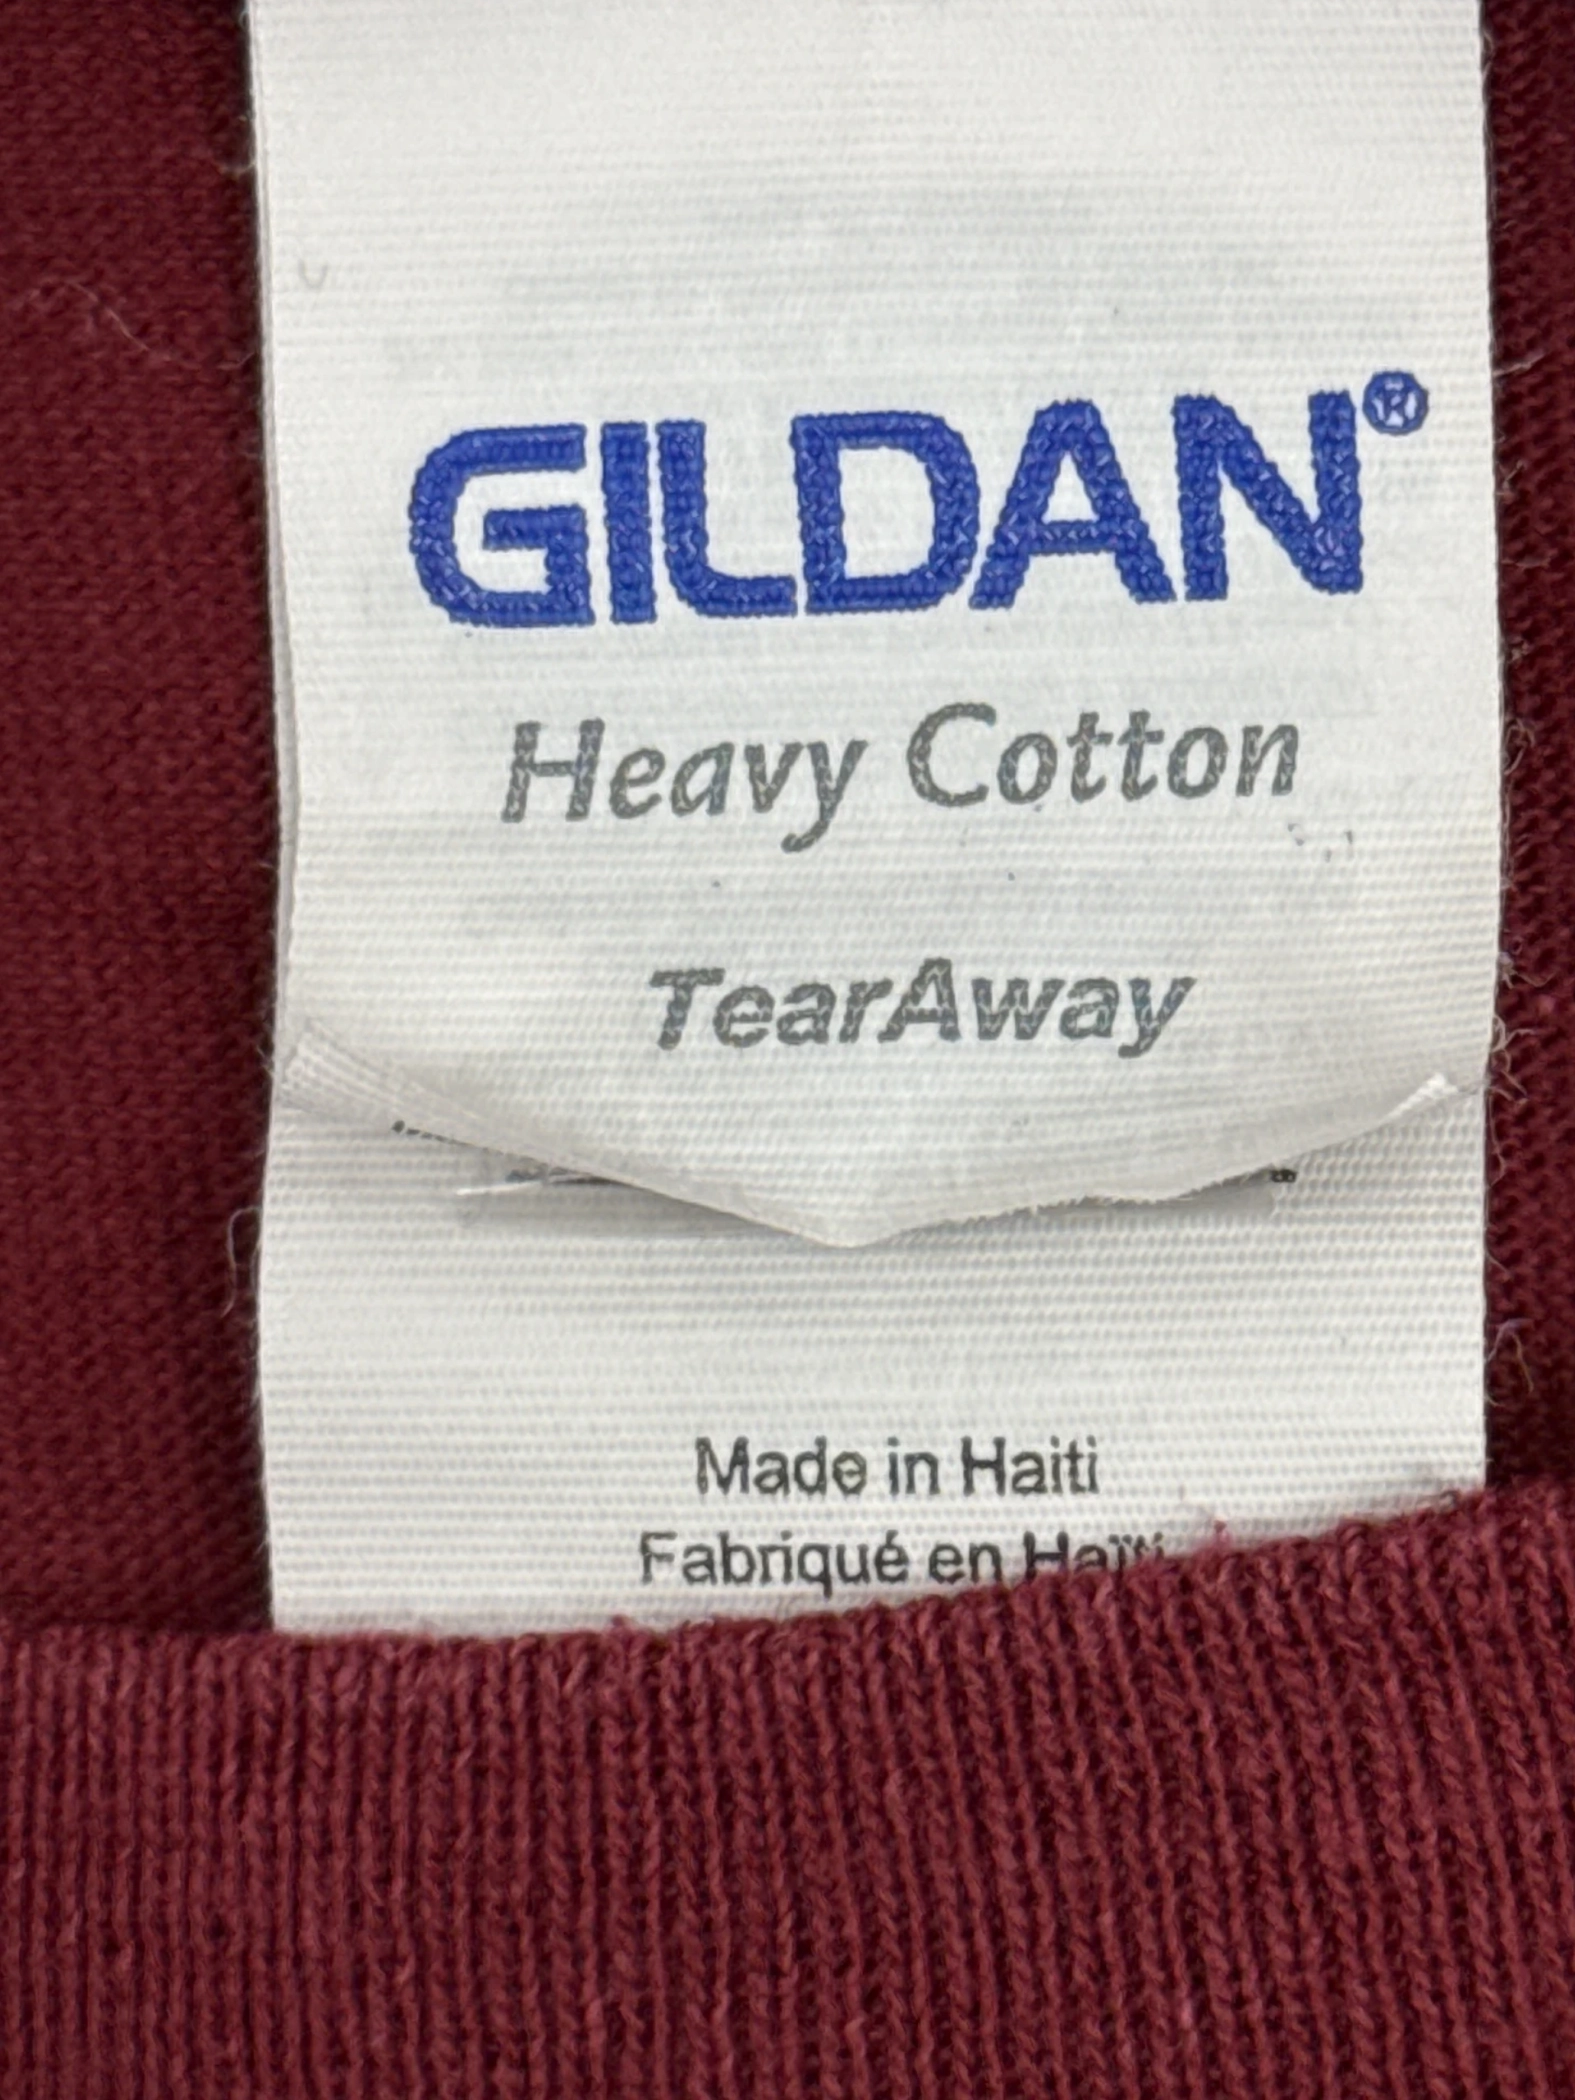 GILDAN®
Heavy Cotton
TearAway
Made in Haiti
Fabriqué en Haïti